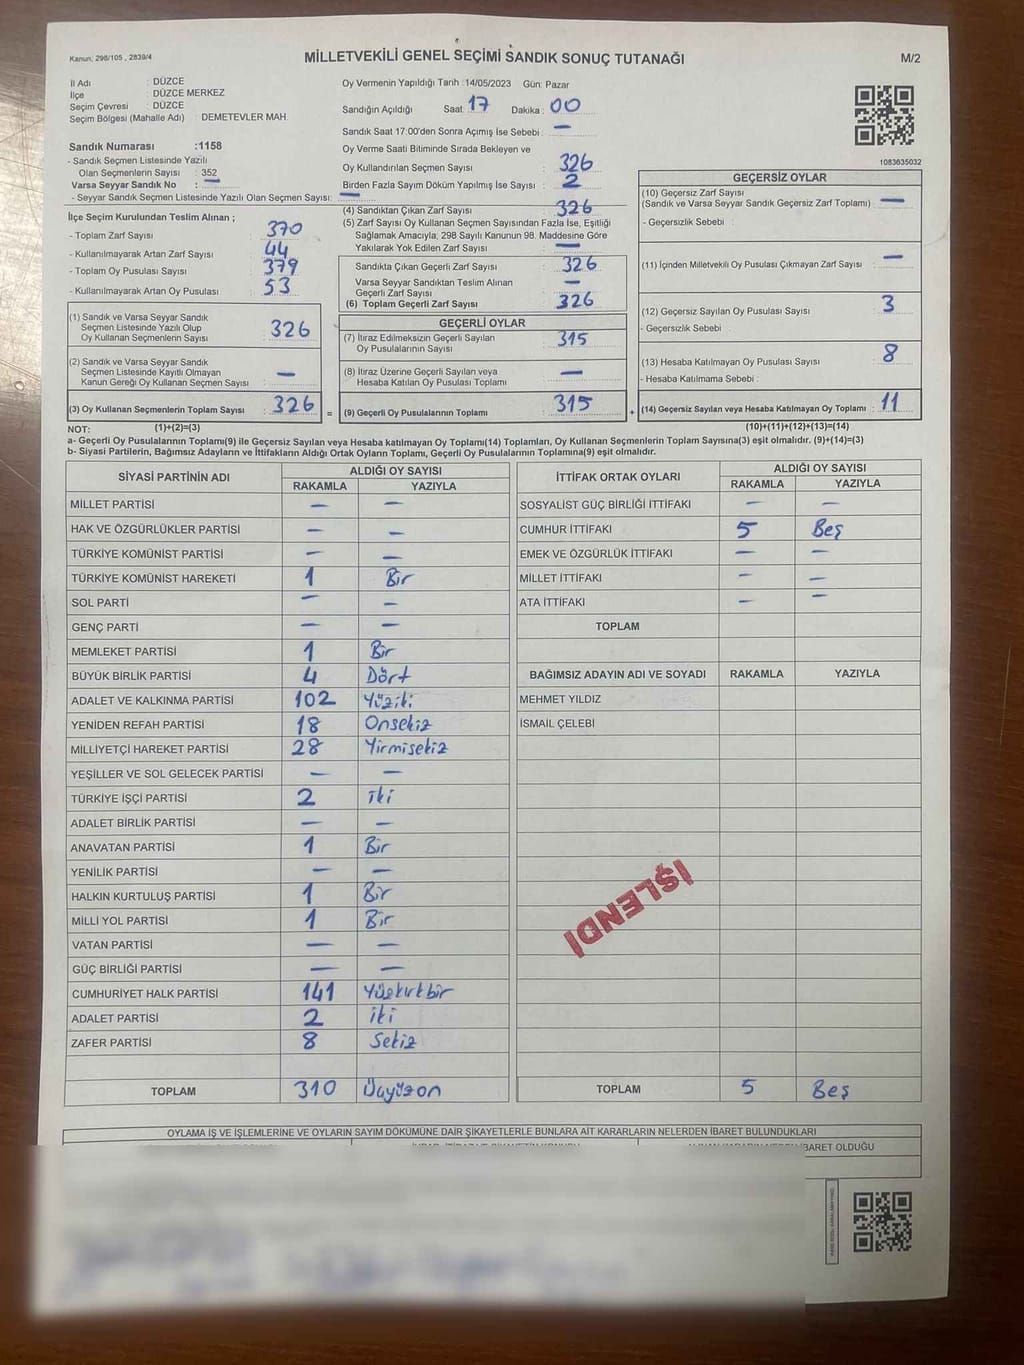 Kanun: 298/105 , 2839/4
MİLLETVEKİLİ GENEL SEÇİMİ SANDIK SONUÇ TUTANAĞI
M/2
İl Adı : DÜZCE
İlçe : DÜZCE MERKEZ
Seçim Çevresi : DÜZCE
Seçim Bölgesi (Mahalle Adı) : DEMETEVLER MAH.
Sandık Numarası :1158
- Sandık Seçmen Listesinde Yazılı
Olan Seçmenlerin Sayısı : 352
Varsa Seyyar Sandık No : —
- Seyyar Sandık Seçmen Listesinde Yazılı Olan Seçmen Sayısı: —
Oy Vermenin Yapıldığı Tarih :14/05/2023 Gün: Pazar
Sandığın Açıldığı Saat: 17 Dakika : 00
Sandık Saat 17:00'den Sonra Açımış İse Sebebi : —
Oy Verme Saati Bitiminde Sırada Bekleyen ve
Oy Kullandırılan Seçmen Sayısı : 326
Birden Fazla Sayım Döküm Yapılmış İse Sayısı : 2
1083635032
İlçe Seçim Kurulundan Teslim Alınan ;
- Toplam Zarf Sayısı : 370
- Kullanılmayarak Artan Zarf Sayısı : 44
- Toplam Oy Pusulası Sayısı : 379
- Kullanılmayarak Artan Oy Pusulası : 53
(1) Sandık ve Varsa Seyyar Sandık
Seçmen Listesinde Yazılı Olup
Oy Kullanan Seçmenlerin Sayısı : 326
(2) Sandık ve Varsa Seyyar Sandık
Seçmen Listesinde Kayıtlı Olmayan
Kanun Gereği Oy Kullanan Seçmen Sayısı : —
(3) Oy Kullanan Seçmenlerin Toplam Sayısı : 326 =
(4) Sandıktan Çıkan Zarf Sayısı : 326
(5) Zarf Sayısı Oy Kullanan Seçmen Sayısından Fazla İse, Eşitliği
Sağlamak Amacıyla; 298 Sayılı Kanunun 98. Maddesine Göre
Yakılarak Yok Edilen Zarf Sayısı : —
Sandıkta Çıkan Geçerli Zarf Sayısı : 326
Varsa Seyyar Sandıktan Teslim Alınan
Geçerli Zarf Sayısı : —
(6) Toplam Geçerli Zarf Sayısı : 326
GEÇERLİ OYLAR
(7) İtiraz Edilmeksizin Geçerli Sayılan
Oy Pusulalarının Sayısı : 315
(8) İtiraz Üzerine Geçerli Sayılan veya
Hesaba Katılan Oy Pusulası Toplamı : —
(9) Geçerli Oy Pusulalarının Toplamı : 315 +
GEÇERSİZ OYLAR
(10) Geçersiz Zarf Sayısı
(Sandık ve Varsa Seyyar Sandık Geçersiz Zarf Toplamı) : —
- Geçersizlik Sebebi :
(11) İçinden Milletvekili Oy Pusulası Çıkmayan Zarf Sayısı : —
(12) Geçersiz Sayılan Oy Pusulası Sayısı : 3
- Geçersizlik Sebebi :
(13) Hesaba Katılmayan Oy Pusulası Sayısı : 8
- Hesaba Katılmama Sebebi :
(14) Geçersiz Sayılan veya Hesaba Katılmayan Oy Toplamı : 11
NOT: (1)+(2)=(3) (10)+(11)+(12)+(13)=(14)
a- Geçerli Oy Pusulalarının Toplamı(9) ile Geçersiz Sayılan veya Hesaba katılmayan Oy Toplamı(14) Toplamları, Oy Kullanan Seçmenlerin Toplam Sayısına(3) eşit olmalıdır. (9)+(14)=(3)
b- Siyasi Partilerin, Bağımsız Adayların ve İttifakların Aldığı Ortak Oyların Toplamı, Geçerli Oy Pusulalarının Toplamına(9) eşit olmalıdır.
SİYASİ PARTİNİN ADI ALDIĞI OY SAYISI
RAKAMLA YAZIYLA
MİLLET PARTİSİ — —
HAK VE ÖZGÜRLÜKLER PARTİSİ — —
TÜRKİYE KOMÜNİST PARTİSİ — —
TÜRKİYE KOMÜNİST HAREKETİ 1 Bir
SOL PARTİ — —
GENÇ PARTİ — —
MEMLEKET PARTİSİ 1 Bir
BÜYÜK BİRLİK PARTİSİ 4 Dört
ADALET VE KALKINMA PARTİSİ 102 Yüziki
YENİDEN REFAH PARTİSİ 18 Onsekiz
MİLLİYETÇİ HAREKET PARTİSİ 28 Yirmisekiz
YEŞİLLER VE SOL GELECEK PARTİSİ — —
TÜRKİYE İŞÇİ PARTİSİ 2 iki
ADALET BİRLİK PARTİSİ — —
ANAVATAN PARTİSİ 1 Bir
YENİLİK PARTİSİ — —
HALKIN KURTULUŞ PARTİSİ 1 Bir
MİLLİ YOL PARTİSİ 1 Bir
VATAN PARTİSİ — —
GÜÇ BİRLİĞİ PARTİSİ — —
CUMHURİYET HALK PARTİSİ 141 Yüzkırkbir
ADALET PARTİSİ 2 iki
ZAFER PARTİSİ 8 Sekiz
TOPLAM 310 Üçyüzon
İTTİFAK ORTAK OYLARI ALDIĞI OY SAYISI
RAKAMLA YAZIYLA
SOSYALİST GÜÇ BİRLİĞİ İTTİFAKI — —
CUMHUR İTTİFAKI 5 Beş
EMEK VE ÖZGÜRLÜK İTTİFAKI — —
MİLLET İTTİFAKI — —
ATA İTTİFAKI — —
TOPLAM
BAĞIMSIZ ADAYIN ADI VE SOYADI RAKAMLA YAZIYLA
MEHMET YILDIZ
İSMAİL ÇELEBİ
İŞLENDİ
TOPLAM 5 Beş
OYLAMA İŞ VE İŞLEMLERİNE VE OYLARIN SAYIM DÖKÜMÜNE DAİR ŞİKAYETLERLE BUNLARA AİT KARARLARIN NELERDEN İBARET BULUNDUKLARI
İBARET OLDUĞU